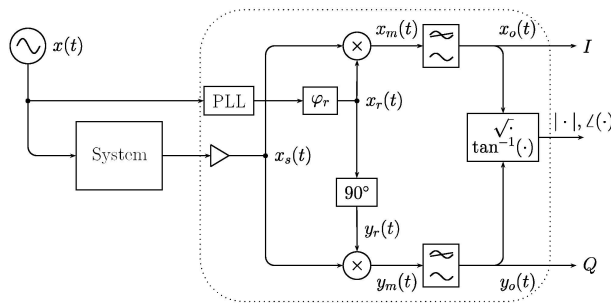 x(t)
x_m(t)
x_o(t)
I
PLL
φ_r
x_r(t)
System
x_s(t)
√·
tan⁻¹(·)
|·|, ∠(·)
90°
y_r(t)
y_m(t)
y_o(t)
Q